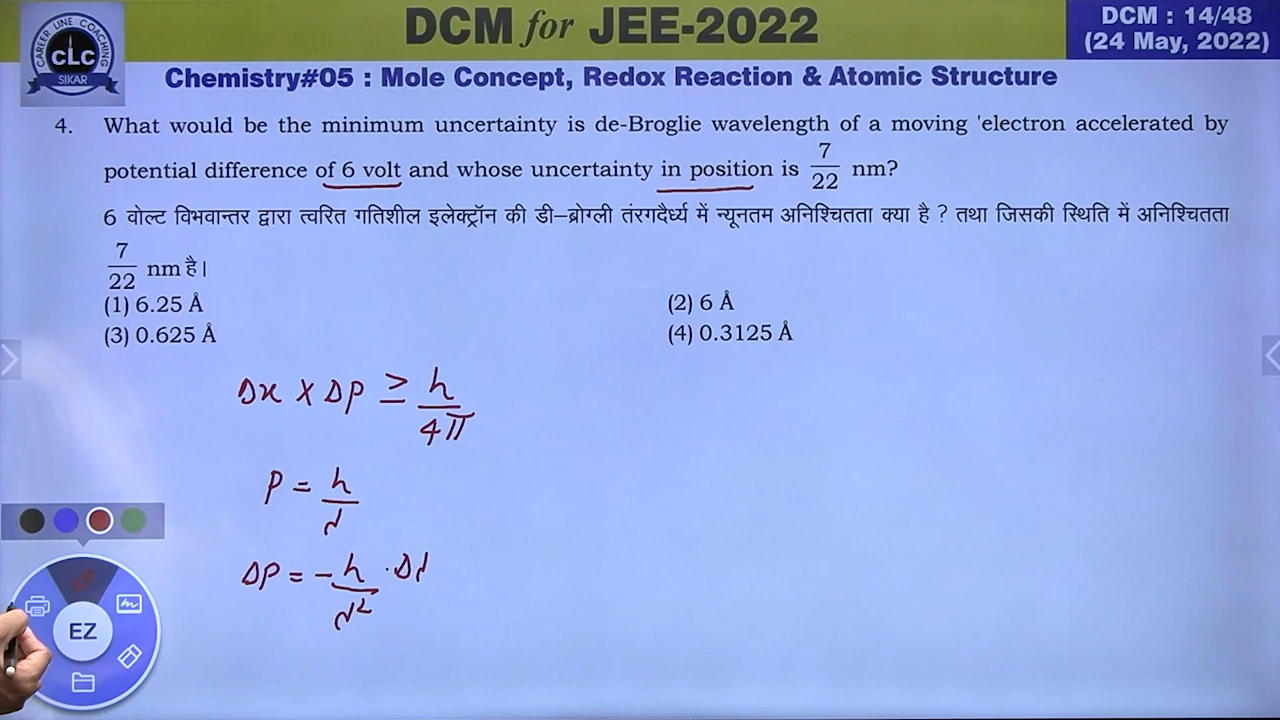 CAREER LINE COACHING
CLC
SIKAR
DCM for JEE-2022
DCM : 14/48
(24 May, 2022)
Chemistry#05 : Mole Concept, Redox Reaction & Atomic Structure
4. What would be the minimum uncertainty is de-Broglie wavelength of a moving 'electron accelerated by
potential difference of 6 volt and whose uncertainty in position is 7/22 nm?
6 वोल्ट विभवान्तर द्वारा त्वरित गतिशील इलेक्ट्रॉन की डी–ब्रोग्ली तंरगदैर्ध्य में न्यूनतम अनिश्चितता क्या है ? तथा जिसकी स्थिति में अनिश्चितता
7/22 nm है।
(1) 6.25 Å (2) 6 Å
(3) 0.625 Å (4) 0.3125 Å
Δx × Δp ≥ h/4π
P = h/λ
Δp = -h/λ² · Δλ
EZ